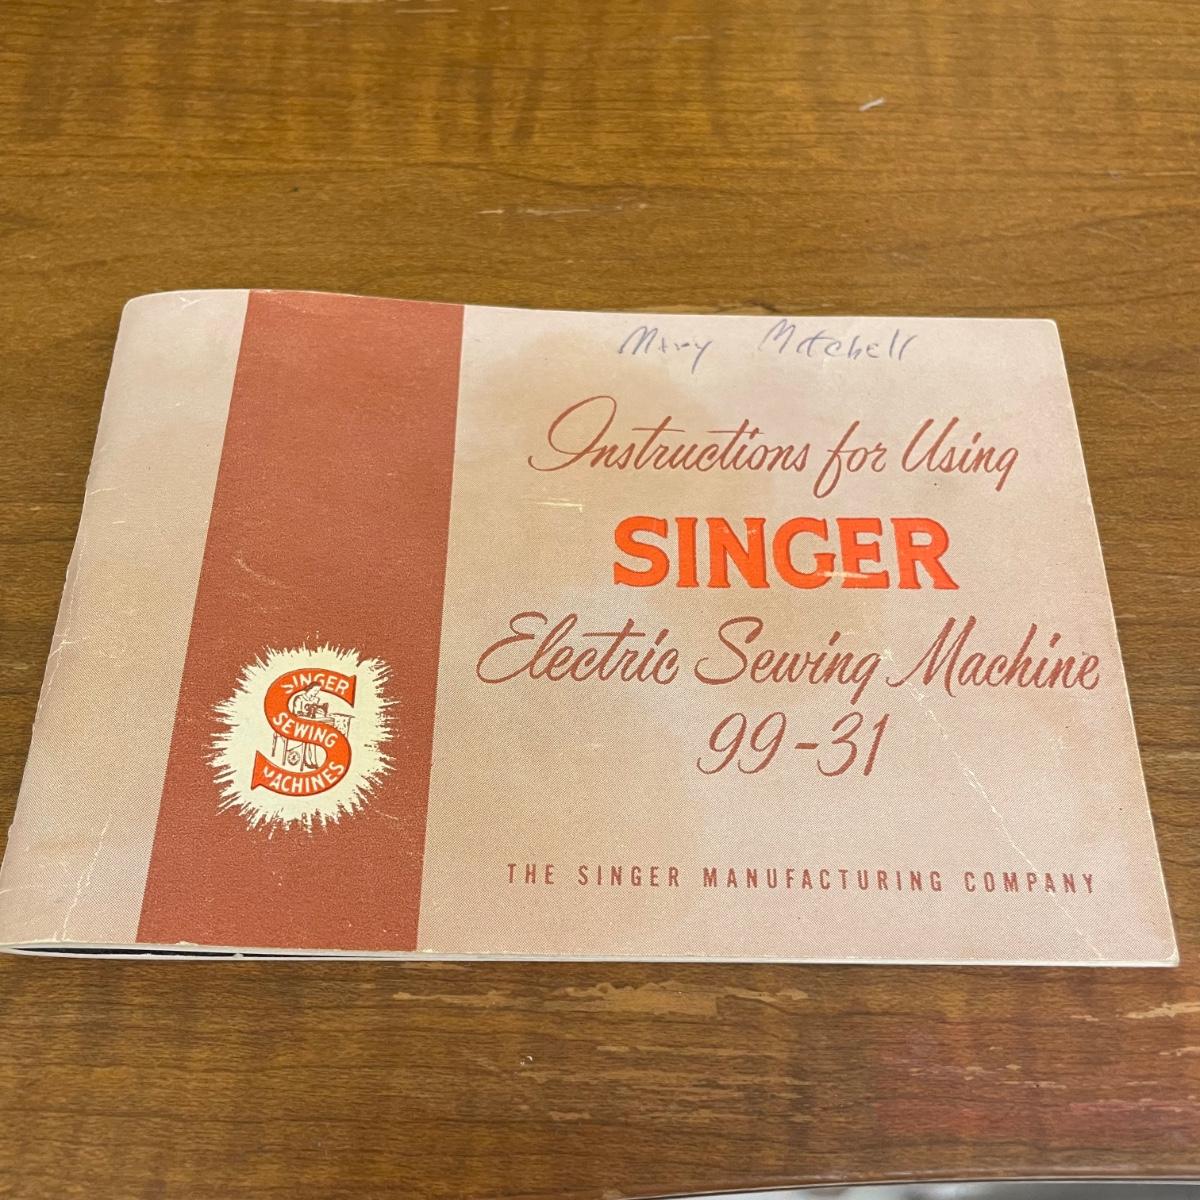 Mary Mitchell
Instructions for Using
SINGER
Electric Sewing Machine
99-31
THE SINGER MANUFACTURING COMPANY
SINGER
SEWING
MACHINES